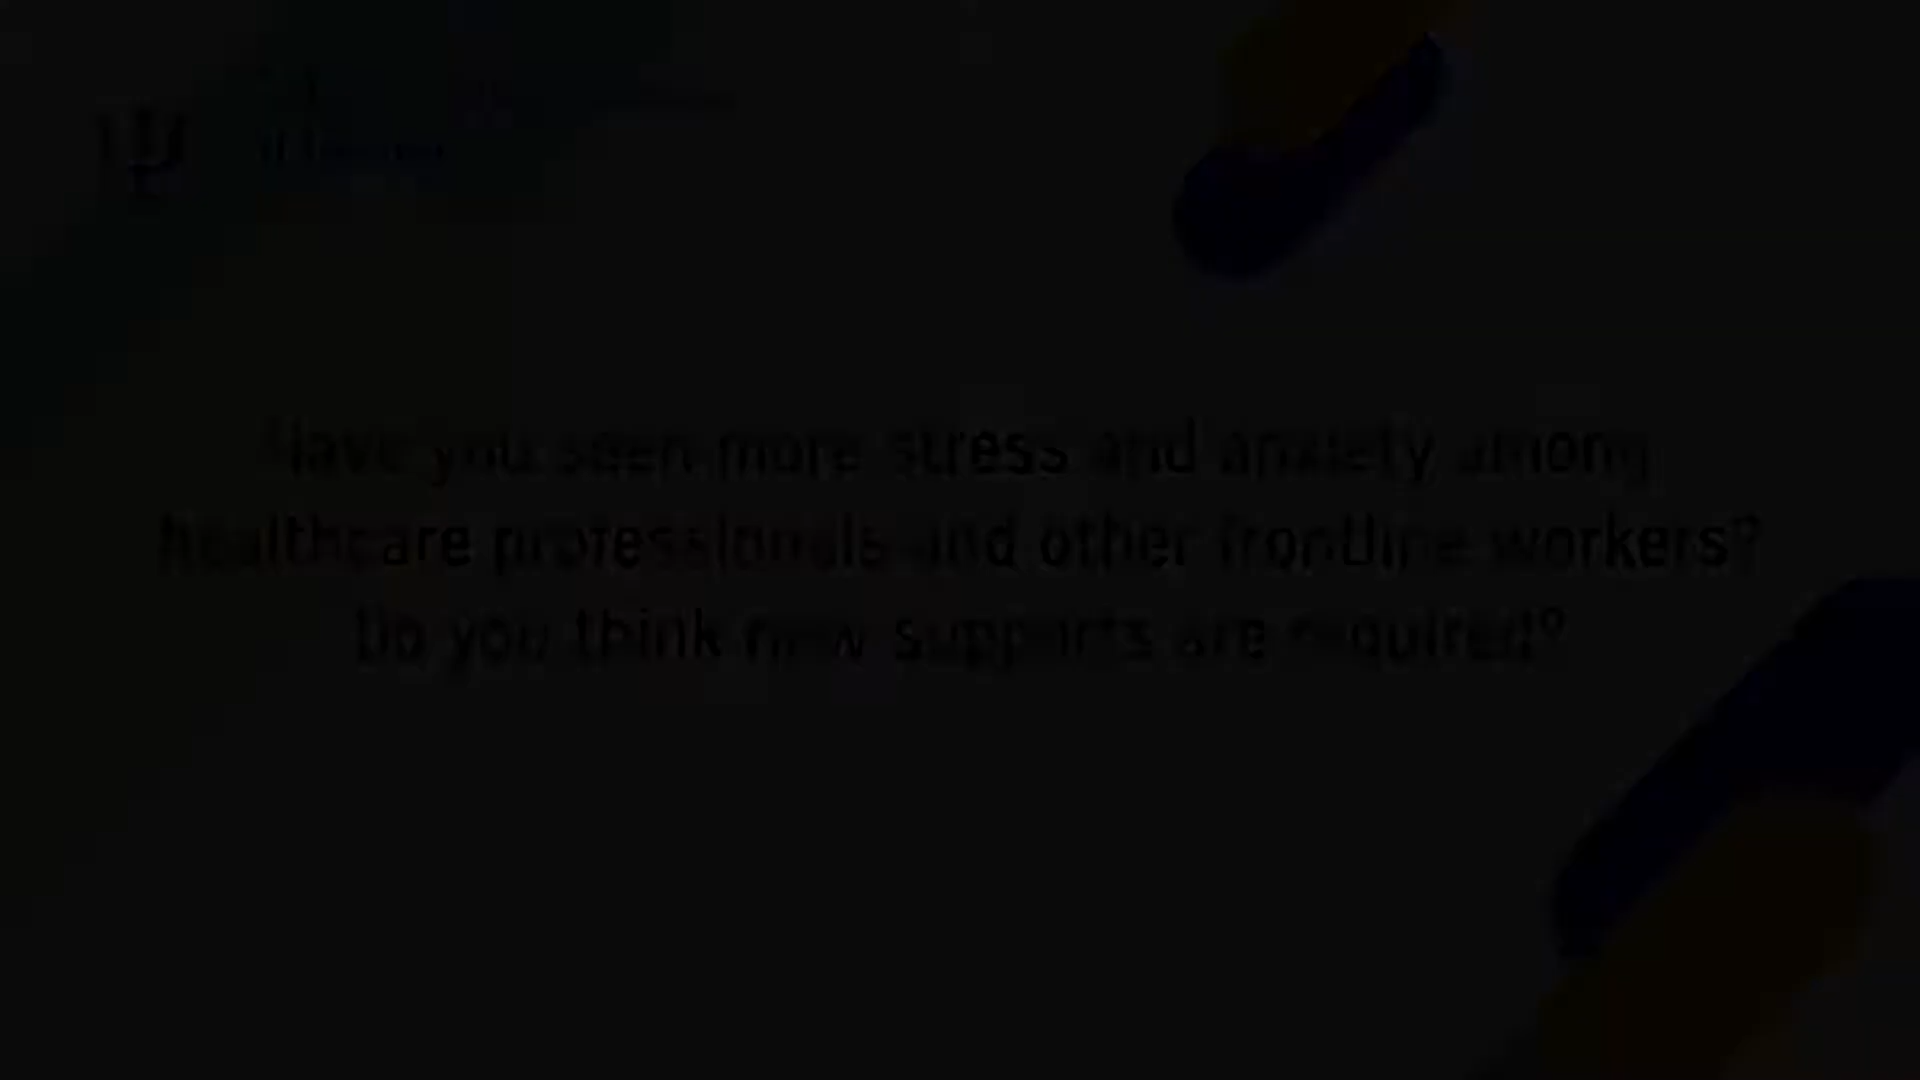 Have you seen more stress and anxiety among
healthcare professionals and other frontline workers?
Do you think new supports are required?